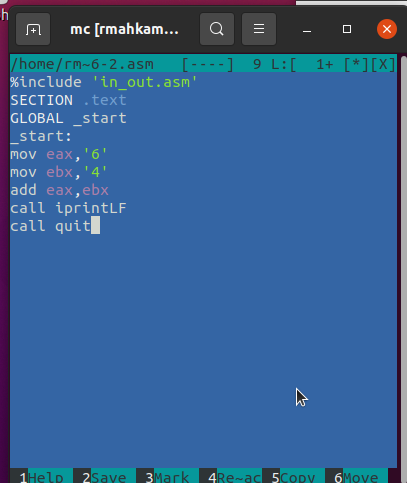 h
mc [rmahkam…
/home/rm~6-2.asm   [----]  9 L:[  1+ [*][X]
%include 'in_out.asm'
SECTION .text
GLOBAL _start
_start:
mov eax,'6'
mov ebx,'4'
add eax,ebx
call iprintLF
call quit
1Help  2Save  3Mark  4Re~ac 5Copy  6Move